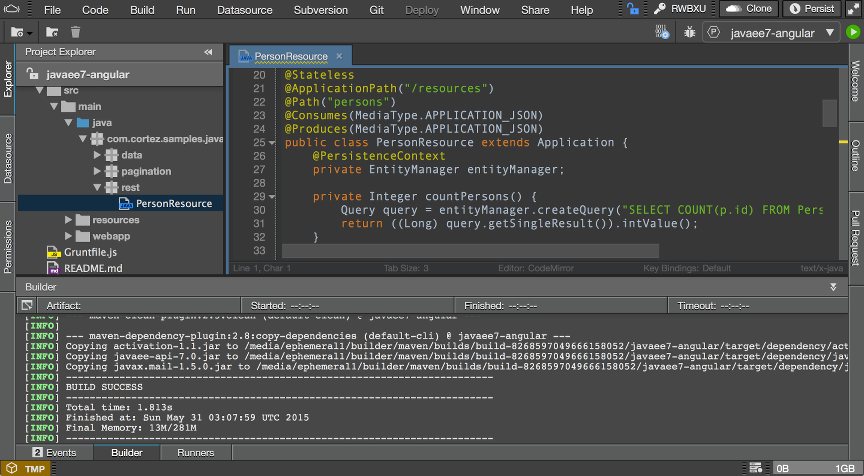 File Code Build Run Datasource Subversion Git Deploy Window Share Help RWBXU Clone Persist
javaee7-angular
Project Explorer
PersonResource
Explorer
Datasource
Permissions
javaee7-angular
src
main
java
com.cortez.samples.java
data
pagination
rest
PersonResource
resources
webapp
Gruntfile.js
README.md
20 @Stateless
21 @ApplicationPath("/resources")
22 @Path("persons")
23 @Consumes(MediaType.APPLICATION_JSON)
24 @Produces(MediaType.APPLICATION_JSON)
25 public class PersonResource extends Application {
26 @PersistenceContext
27 private EntityManager entityManager;
28
29 private Integer countPersons() {
30 Query query = entityManager.createQuery("SELECT COUNT(p.id) FROM Pers
31 return ((Long) query.getSingleResult()).intValue();
32 }
33
Line 1, Char 1 Tab Size: 3 Editor: CodeMirror Key Bindings: Default text/x-java
Welcome
Outline
Pull Request
Builder
Artifact: Started: --:--:-- Finished: --:--:-- Timeout: --:--:--
[INFO]
[INFO] --- maven-dependency-plugin:2.8:copy-dependencies (default-cli) @ javaee7-angular ---
[INFO] Copying activation-1.1.jar to /media/ephemeral1/builder/maven/builds/build-8268597049666158052/javaee7-angular/target/dependency/act
[INFO] Copying javaee-api-7.0.jar to /media/ephemeral1/builder/maven/builds/build-8268597049666158052/javaee7-angular/target/dependency/jav
[INFO] Copying javax.mail-1.5.0.jar to /media/ephemeral1/builder/maven/builds/build-8268597049666158052/javaee7-angular/target/dependency/j
[INFO] ------------------------------------------------------------------------
[INFO] BUILD SUCCESS
[INFO] ------------------------------------------------------------------------
[INFO] Total time: 1.813s
[INFO] Finished at: Sun May 31 03:07:59 UTC 2015
[INFO] Final Memory: 13M/281M
[INFO] ------------------------------------------------------------------------
2 Events Builder Runners
TMP 0B 1GB